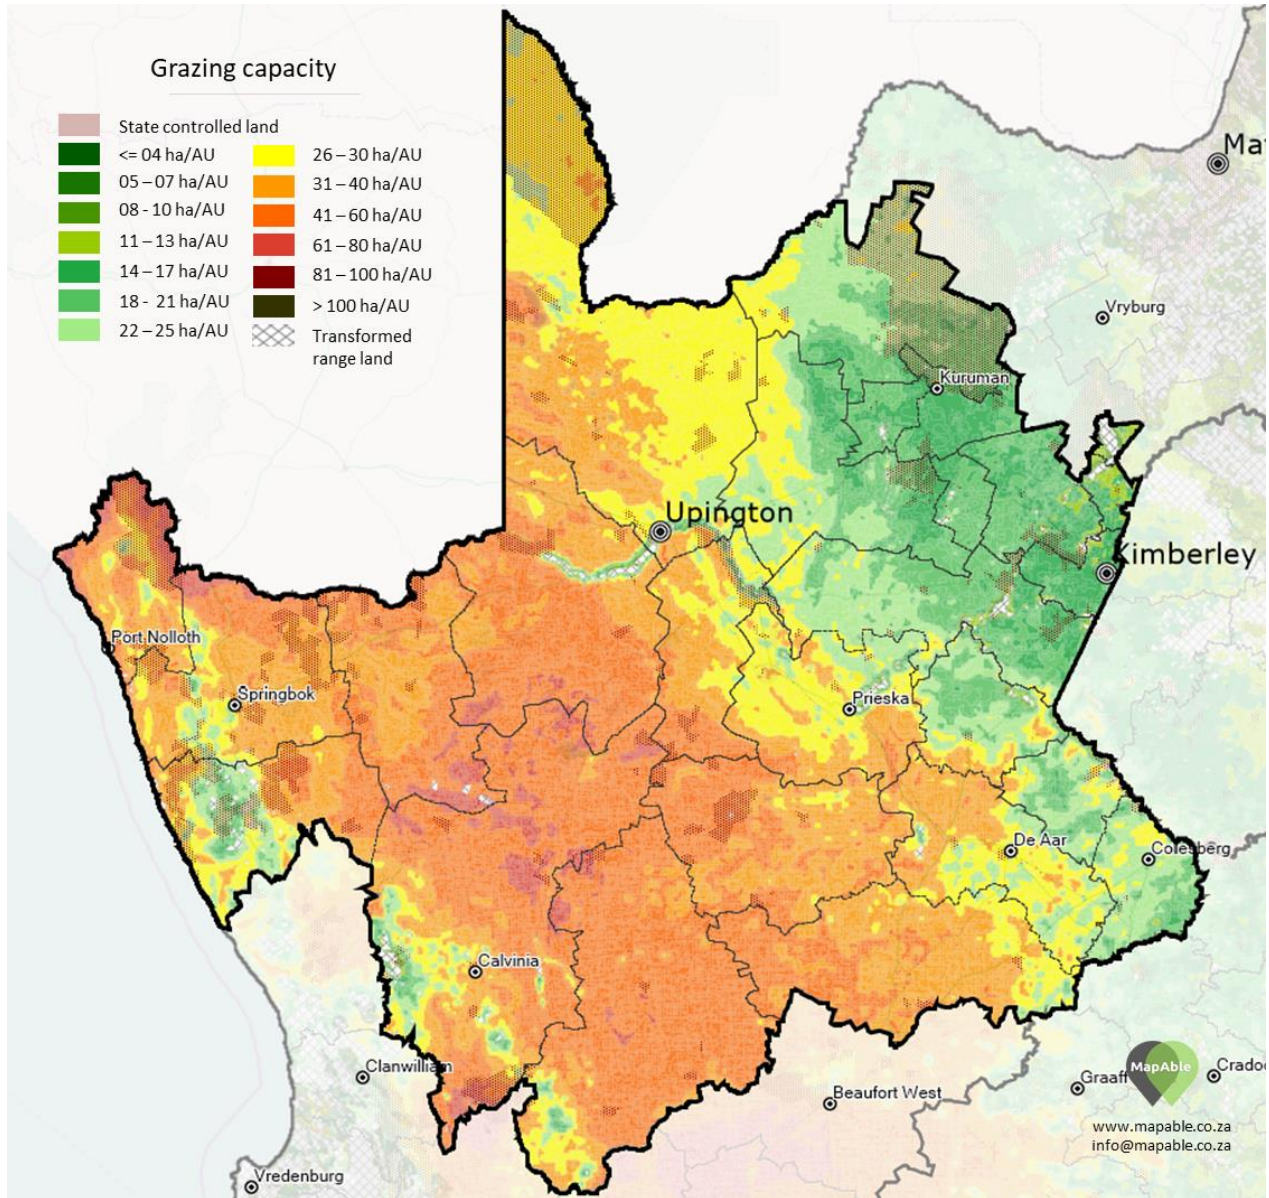 Grazing capacity
State controlled land
<= 04 ha/AU
05 – 07 ha/AU
08 - 10 ha/AU
11 – 13 ha/AU
14 – 17 ha/AU
18 - 21 ha/AU
22 – 25 ha/AU
26 – 30 ha/AU
31 – 40 ha/AU
41 – 60 ha/AU
61 – 80 ha/AU
81 – 100 ha/AU
> 100 ha/AU
Transformed
range land
Ma
Vryburg
Kuruman
Upington
Kimberley
Port Nolloth
Springbok
Prieska
De Aar
Colesberg
Calvinia
Clanwilliam
Beaufort West
Graaff
Crado
Vredenburg
MapAble
www.mapable.co.za
info@mapable.co.za